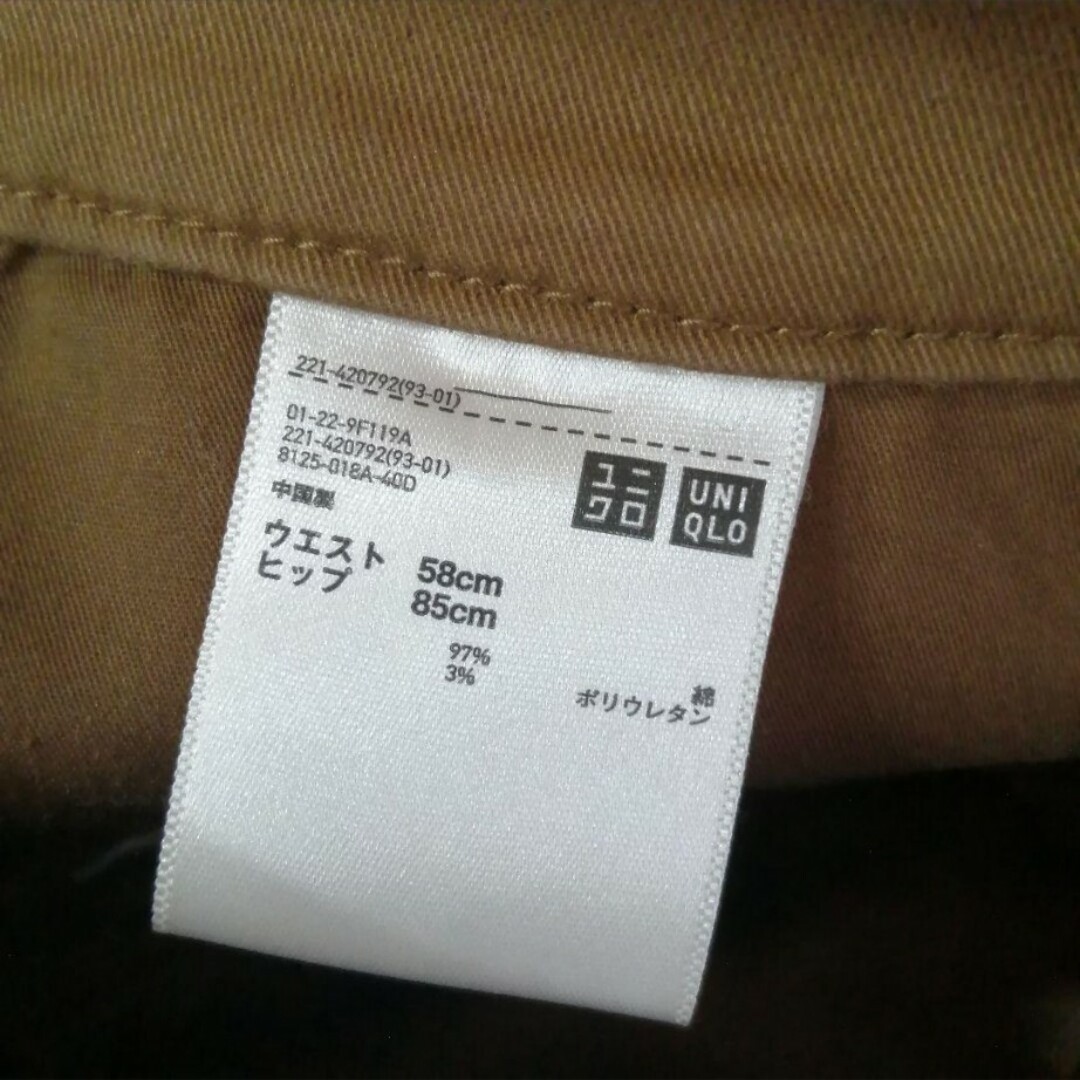 221-420792(93-01)
01-22-9F119A
221-420792(93-01)
8125-018A-40D
中国製
ユニ
クロ
UNI
QLO
ウエスト 58cm
ヒップ 85cm
97% 綿
3% ポリウレタン